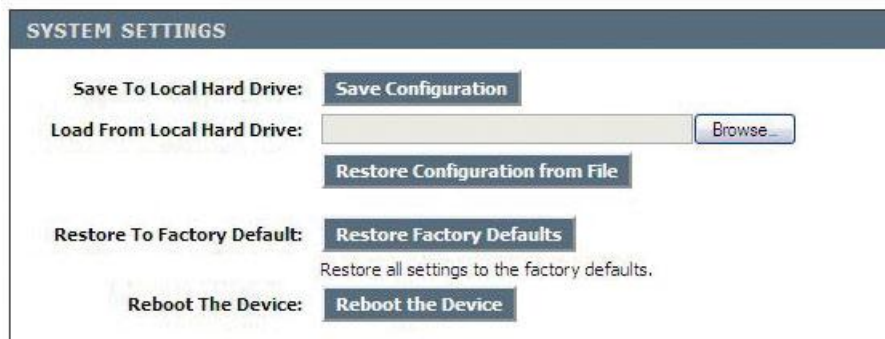 SYSTEM SETTINGS
Save To Local Hard Drive: Save Configuration
Load From Local Hard Drive: Browse...
Restore Configuration from File
Restore To Factory Default: Restore Factory Defaults
Restore all settings to the factory defaults.
Reboot The Device: Reboot the Device